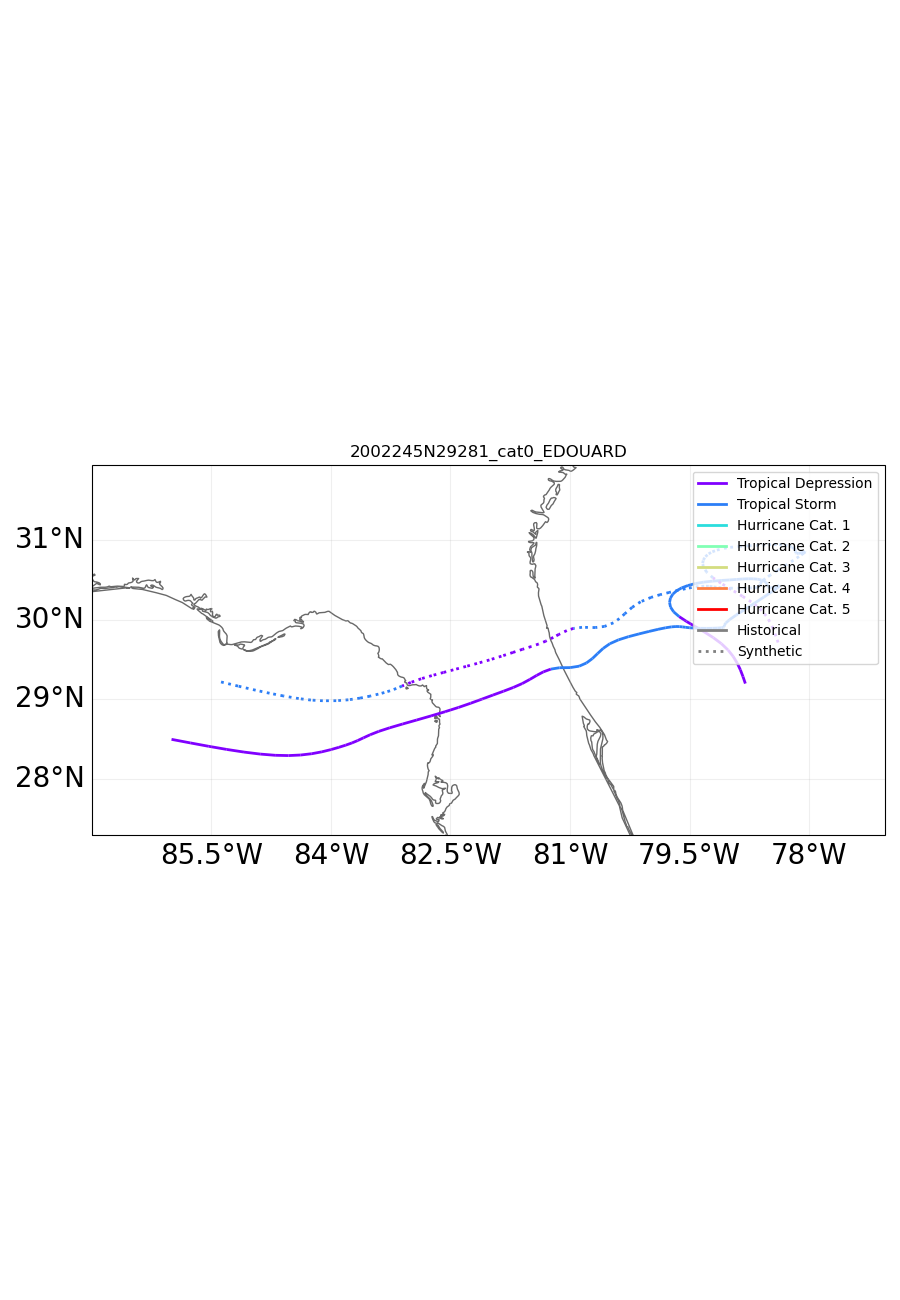 2002245N29281_cat0_EDOUARD
Tropical Depression
Tropical Storm
Hurricane Cat. 1
Hurricane Cat. 2
Hurricane Cat. 3
Hurricane Cat. 4
Hurricane Cat. 5
Historical
Synthetic
31°N
30°N
29°N
28°N
85.5°W 84°W 82.5°W 81°W 79.5°W 78°W